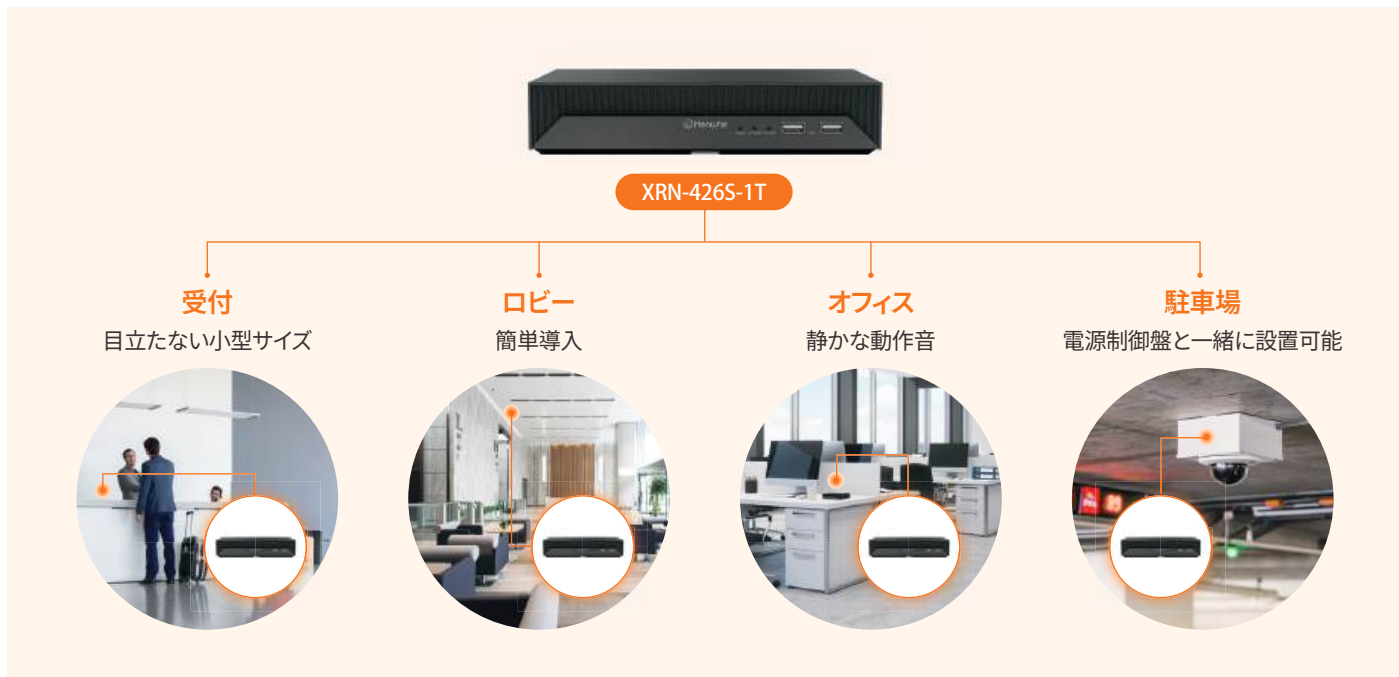 Hanwha
XRN-426S-1T
受付
目立たない小型サイズ
ロビー
簡単導入
オフィス
静かな動作音
駐車場
電源制御盤と一緒に設置可能